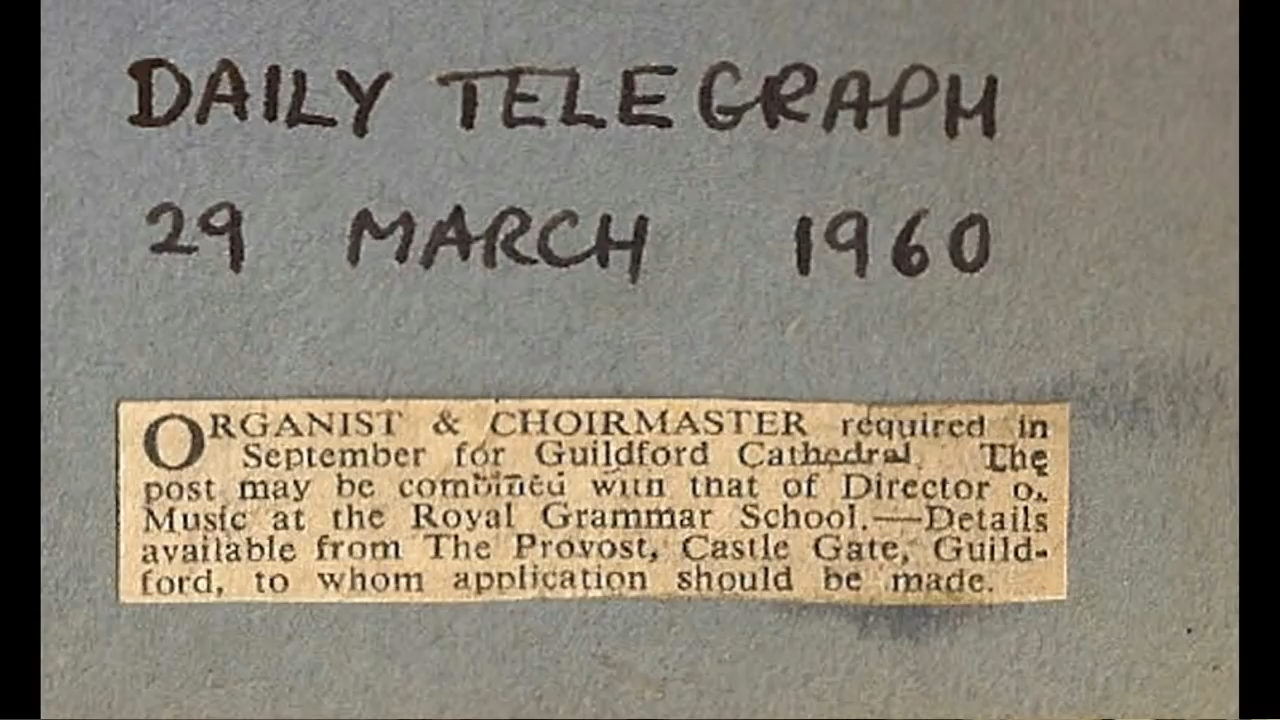 DAILY TELEGRAPH
29 MARCH 1960
ORGANIST & CHOIRMASTER required in
September for Guildford Cathedral. The
post may be combined with that of Director o.
Music at the Royal Grammar School.—Details
available from The Provost, Castle Gate, Guild-
ford, to whom application should be made.